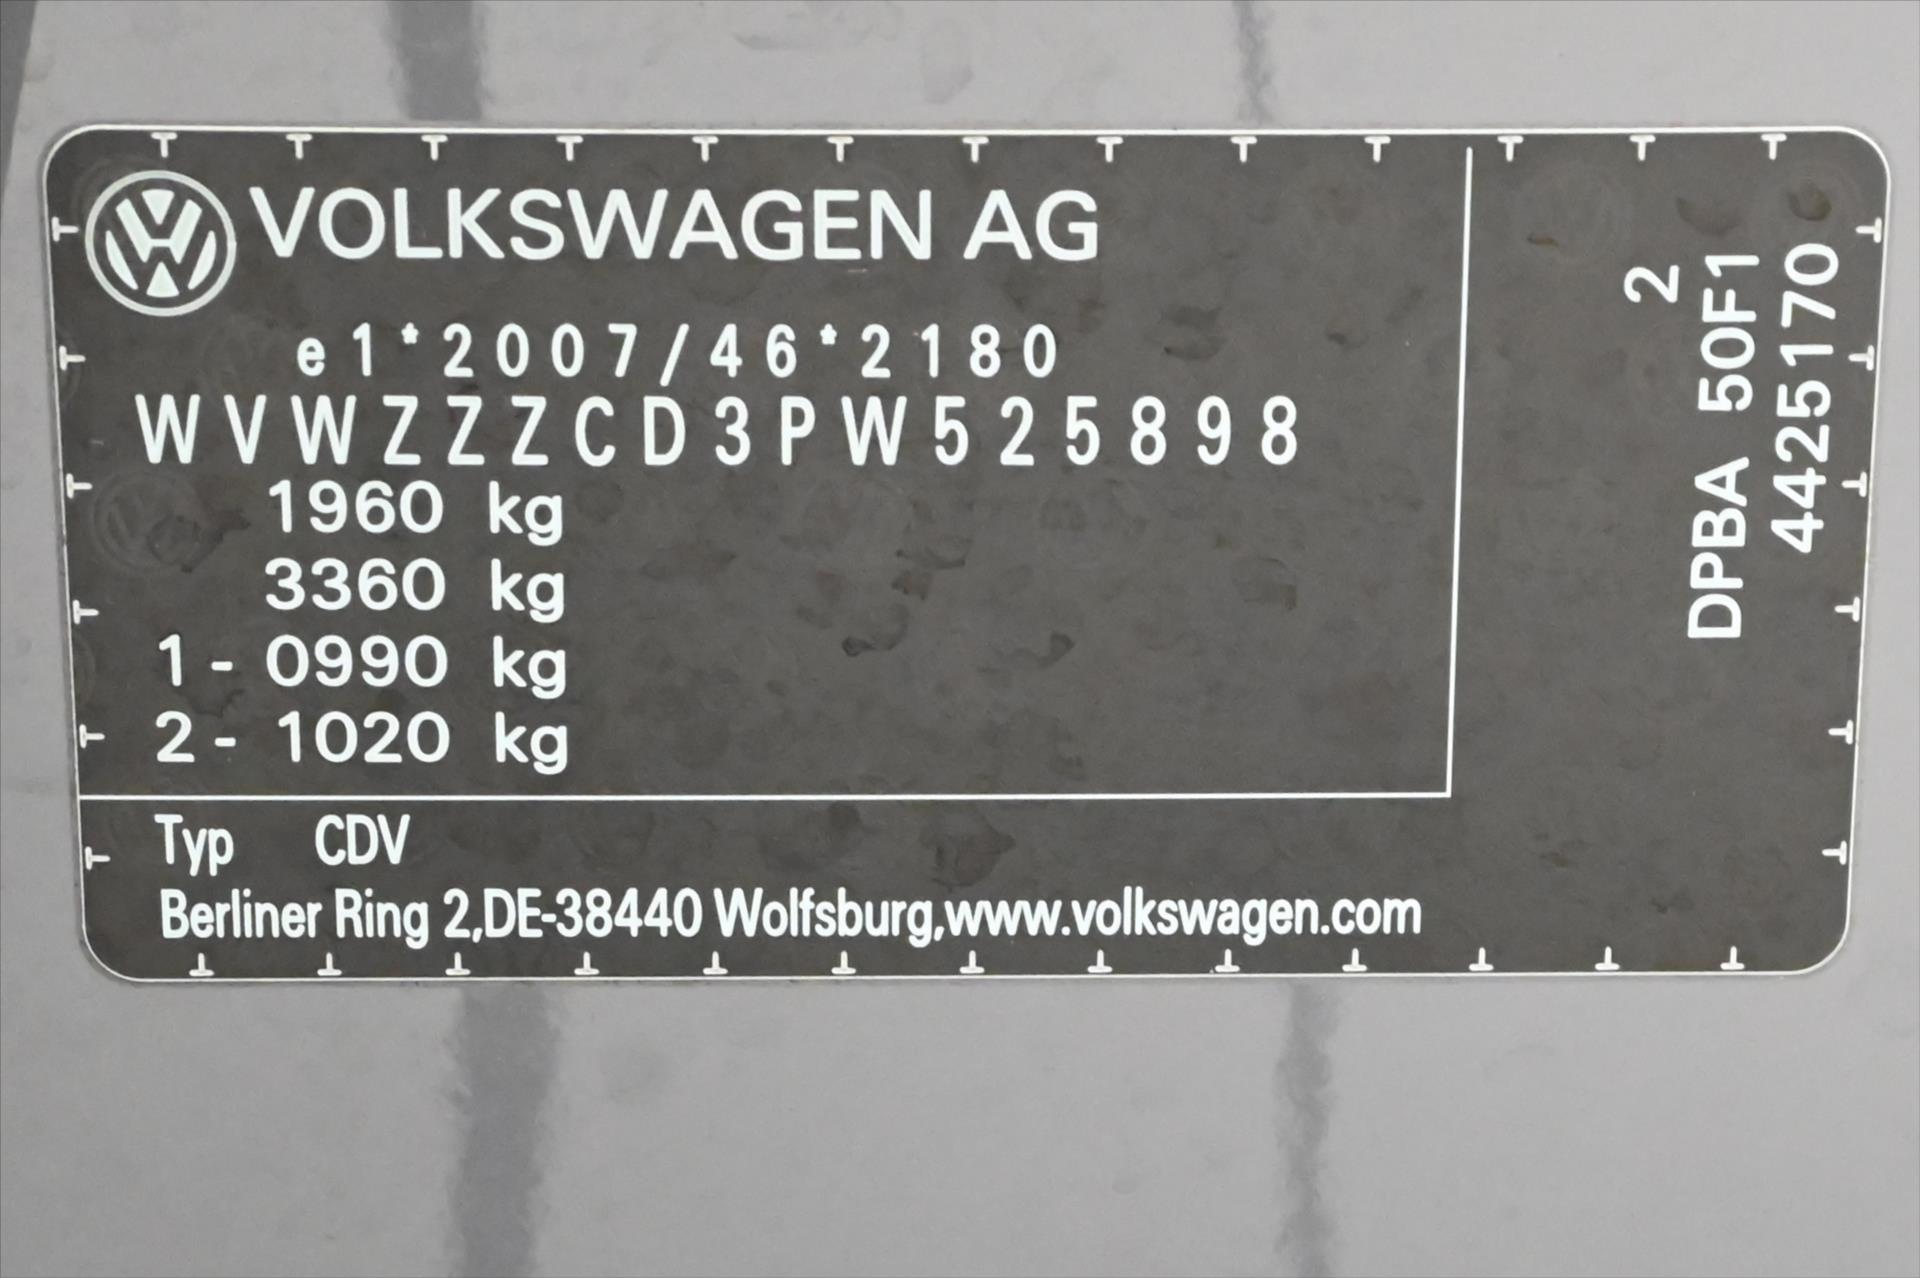 VOLKSWAGEN AG
e1*2007/46*2180
WVWZZZCD3PW525898
1960 kg
3360 kg
1 - 0990 kg
2 - 1020 kg
Typ CDV
Berliner Ring 2,DE-38440 Wolfsburg,www.volkswagen.com
2
DPBA 50F1
4425170